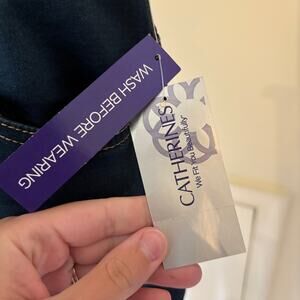 WASH BEFORE WEARING
CATHERINES
We Fit You Beautifully